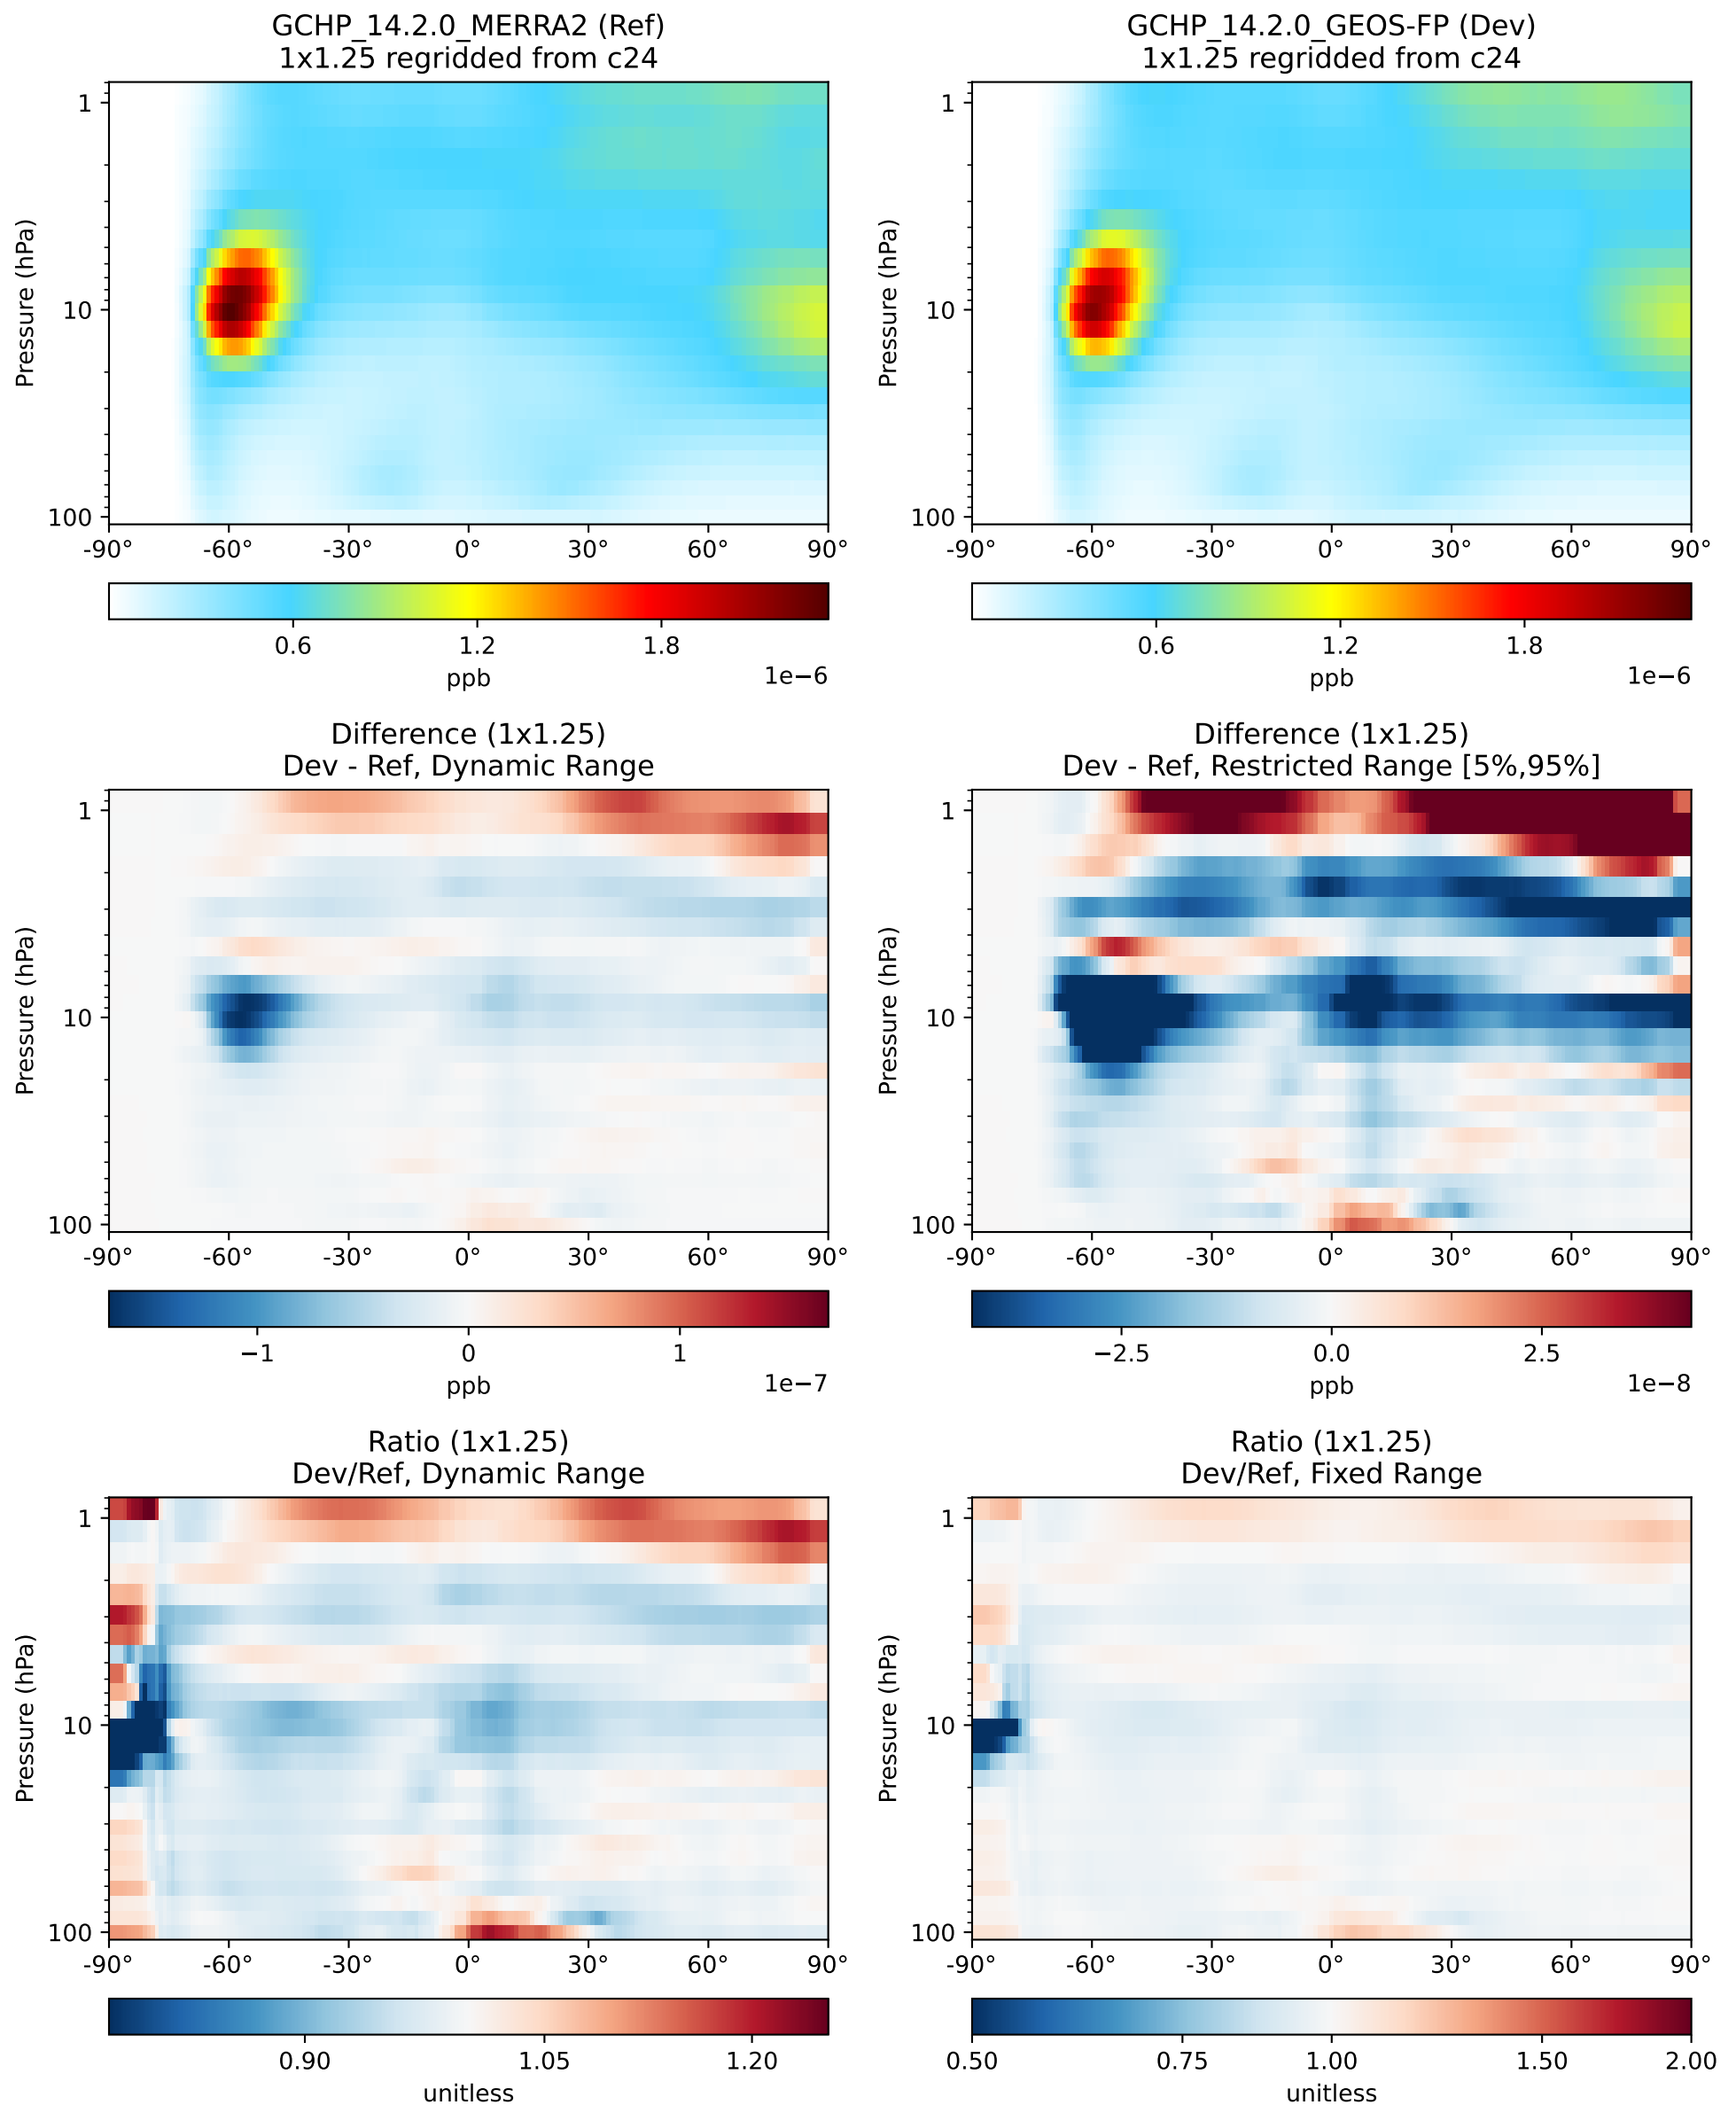 GCHP_14.2.0_MERRA2 (Ref)
1x1.25 regridded from c24
Pressure (hPa)
1
10
100
-90° -60° -30° 0° 30° 60° 90°
0.6 1.2 1.8
ppb
1e−6
GCHP_14.2.0_GEOS-FP (Dev)
1x1.25 regridded from c24
Pressure (hPa)
1
10
100
-90° -60° -30° 0° 30° 60° 90°
0.6 1.2 1.8
ppb
1e−6
Difference (1x1.25)
Dev - Ref, Dynamic Range
Pressure (hPa)
1
10
100
-90° -60° -30° 0° 30° 60° 90°
−1 0 1
ppb
1e−7
Difference (1x1.25)
Dev - Ref, Restricted Range [5%,95%]
Pressure (hPa)
1
10
100
-90° -60° -30° 0° 30° 60° 90°
−2.5 0.0 2.5
ppb
1e−8
Ratio (1x1.25)
Dev/Ref, Dynamic Range
Pressure (hPa)
1
10
100
-90° -60° -30° 0° 30° 60° 90°
0.90 1.05 1.20
unitless
Ratio (1x1.25)
Dev/Ref, Fixed Range
Pressure (hPa)
1
10
100
-90° -60° -30° 0° 30° 60° 90°
0.50 0.75 1.00 1.50 2.00
unitless